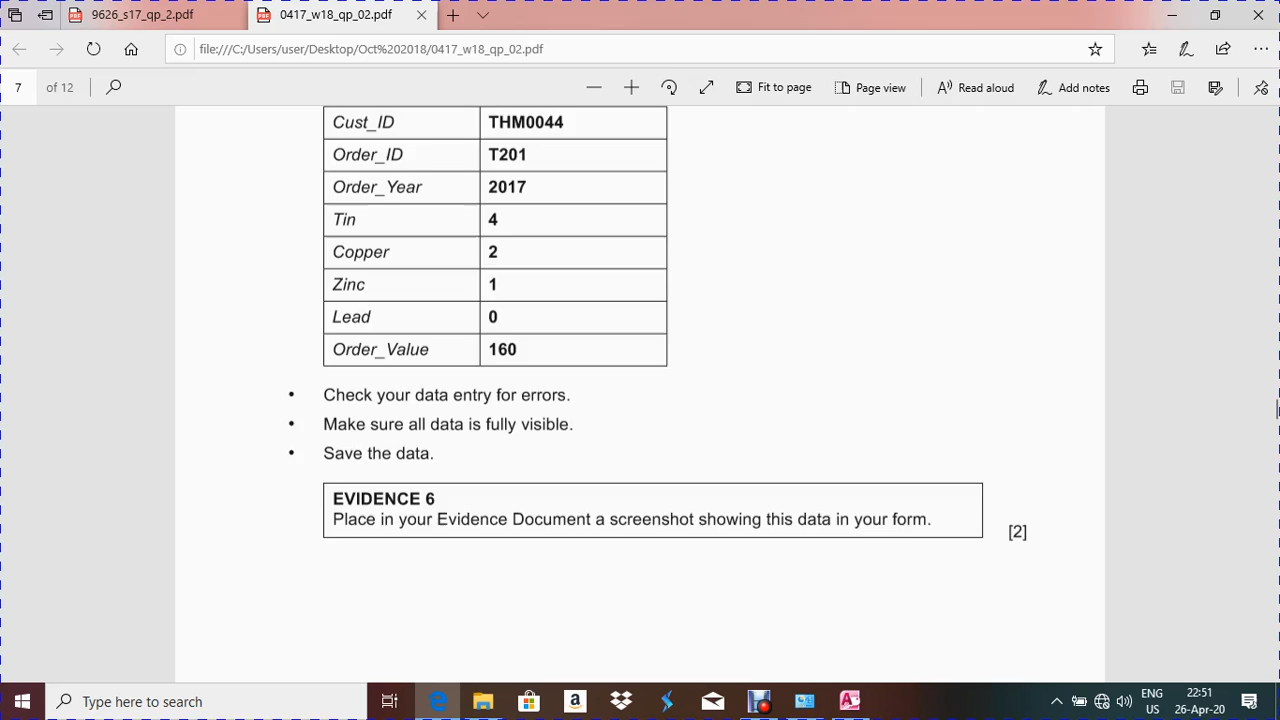 9626_s17_qp_2.pdf
0417_w18_qp_02.pdf
file:///C:/Users/user/Desktop/Oct%202018/0417_w18_qp_02.pdf
7 of 12
Fit to page
Page view
Read aloud
Add notes
Cust_ID THM0044
Order_ID T201
Order_Year 2017
Tin 4
Copper 2
Zinc 1
Lead 0
Order_Value 160
• Check your data entry for errors.
• Make sure all data is fully visible.
• Save the data.
EVIDENCE 6
Place in your Evidence Document a screenshot showing this data in your form.
[2]
Type here to search
ENG 22:51
US 26-Apr-20